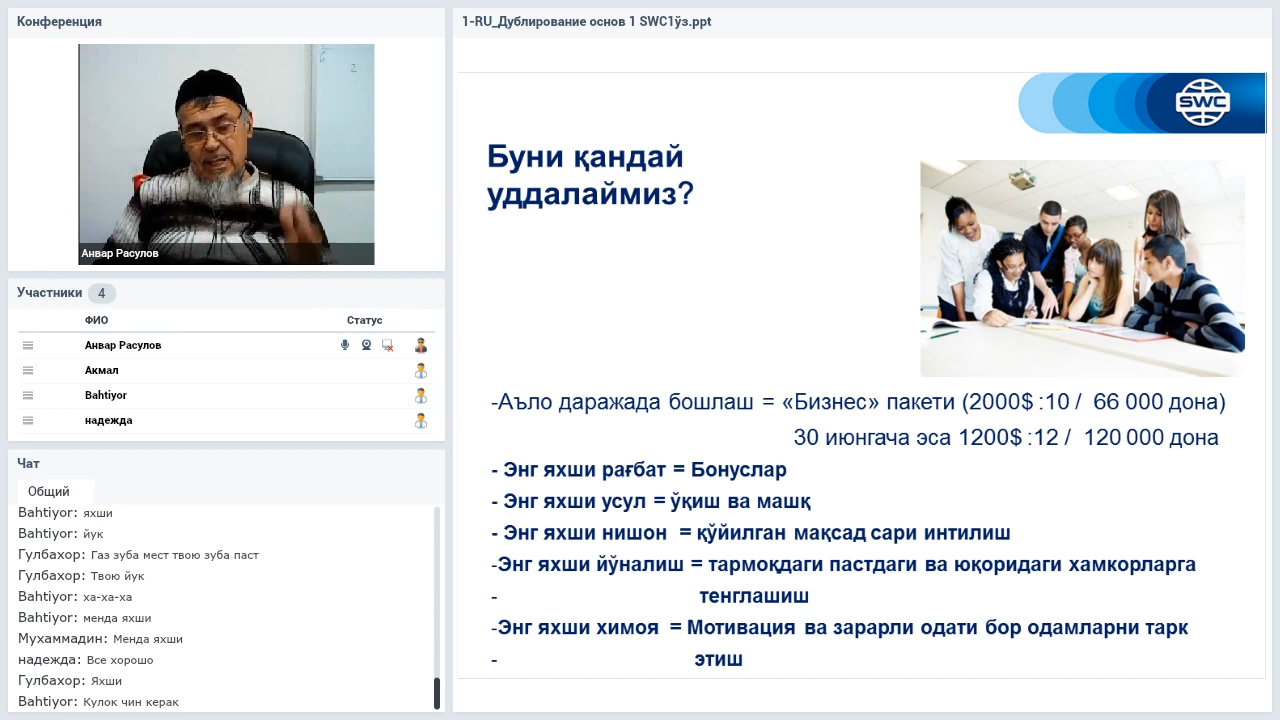 Конференция
Анвар Расулов
Участники 4
ФИО Статус
Анвар Расулов
Акмал
Bahtiyor
надежда
Чат
Общий
Bahtiyor: яхши
Bahtiyor: йук
Гулбахор: Газ зуба мест твою зуба паст
Гулбахор: Твою йук
Bahtiyor: ха-ха-ха
Bahtiyor: менда яхши
Мухаммадин: Менда яхши
надежда: Все хорошо
Гулбахор: Яхши
Bahtiyor: Кулок чин керак
1-RU_Дублирование основ 1 SWC1ўз.ppt
SWC
Буни қандай
уддалаймиз?
-Аъло даражада бошлаш = «Бизнес» пакети (2000$ :10 / 66 000 дона)
30 июнгача эса 1200$ :12 / 120 000 дона
- Энг яхши рағбат = Бонуслар
- Энг яхши усул = ўқиш ва машқ
- Энг яхши нишон = қўйилган мақсад сари интилиш
-Энг яхши йўналиш = тармоқдаги пастдаги ва юқоридаги хамкорларга
- тенглашиш
-Энг яхши химоя = Мотивация ва зарарли одати бор одамларни тарк
- этиш